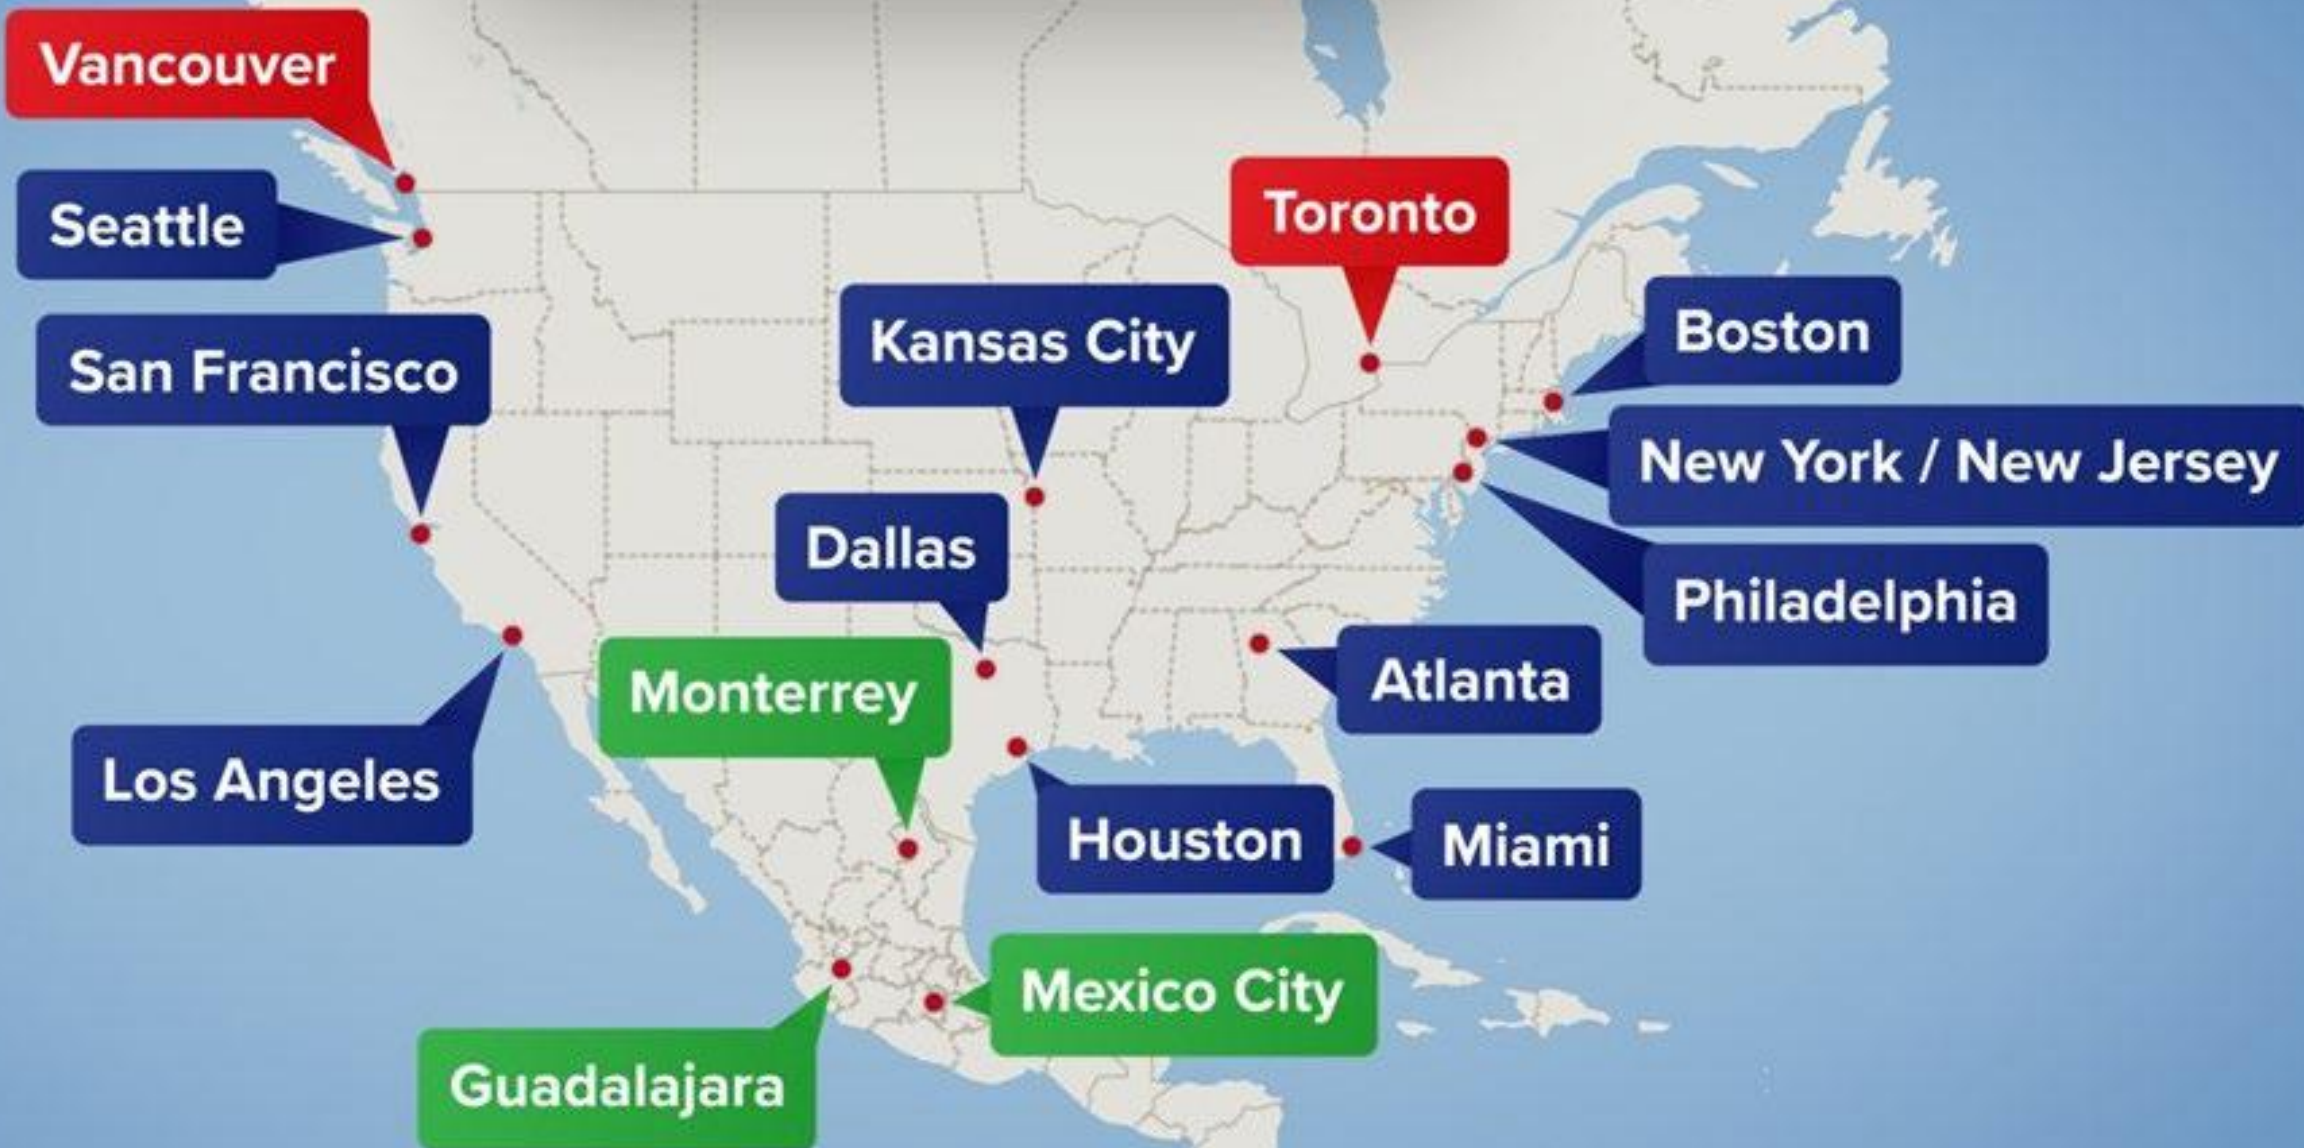 Vancouver
Seattle
Toronto
San Francisco
Kansas City
Boston
New York / New Jersey
Dallas
Philadelphia
Monterrey
Atlanta
Los Angeles
Houston
Miami
Mexico City
Guadalajara